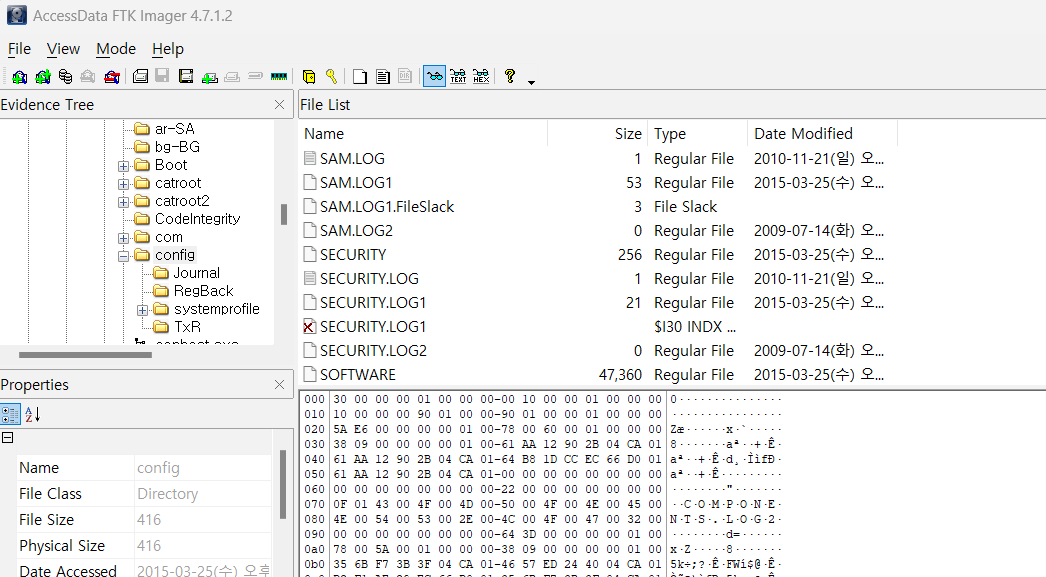 AccessData FTK Imager 4.7.1.2
File View Mode Help
Evidence Tree
ar-SA
bg-BG
Boot
catroot
catroot2
CodeIntegrity
com
config
Journal
RegBack
systemprofile
TxR
File List
Name Size Type Date Modified
SAM.LOG 1 Regular File 2010-11-21(일) 오...
SAM.LOG1 53 Regular File 2015-03-25(수) 오...
SAM.LOG1.FileSlack 3 File Slack
SAM.LOG2 0 Regular File 2009-07-14(화) 오...
SECURITY 256 Regular File 2015-03-25(수) 오...
SECURITY.LOG 1 Regular File 2010-11-21(일) 오...
SECURITY.LOG1 21 Regular File 2015-03-25(수) 오...
SECURITY.LOG1 $I30 INDX ...
SECURITY.LOG2 0 Regular File 2009-07-14(화) 오...
SOFTWARE 47,360 Regular File 2015-03-25(수) 오...
Properties
Name config
File Class Directory
File Size 416
Physical Size 416
Date Accessed 2015-03-25(수) 오후
000 30 00 00 00 01 00 00 00-00 10 00 00 01 00 00 00 0···············
010 10 00 00 00 90 01 00 00-90 01 00 00 01 00 00 00 ················
020 5A E6 00 00 00 00 01 00-78 00 60 00 01 00 00 00 Zæ······x·`·····
030 38 09 00 00 00 00 01 00-61 AA 12 90 2B 04 CA 01 8·······aª··+·Ê·
040 61 AA 12 90 2B 04 CA 01-64 B8 1D CC EC 66 D0 01 aª··+·Ê·d¸·ÌìfÐ·
050 61 AA 12 90 2B 04 CA 01-00 00 00 00 00 00 00 00 aª··+·Ê·········
060 00 00 00 00 00 00 00 00-22 00 00 00 00 00 00 00 ········"·······
070 0F 01 43 00 4F 00 4D 00-50 00 4F 00 4E 00 45 00 ··C·O·M·P·O·N·E·
080 4E 00 54 00 53 00 2E 00-4C 00 4F 00 47 00 32 00 N·T·S·.·L·O·G·2·
090 00 00 00 00 00 00 00 00-64 3D 00 00 00 00 01 00 ········d=······
0a0 78 00 5A 00 01 00 00 00-38 09 00 00 00 00 01 00 x·Z·····8·······
0b0 35 6B F7 3B 3F 04 CA 01-46 57 ED 24 40 04 CA 01 5k÷;?·Ê·FWí$@·Ê·